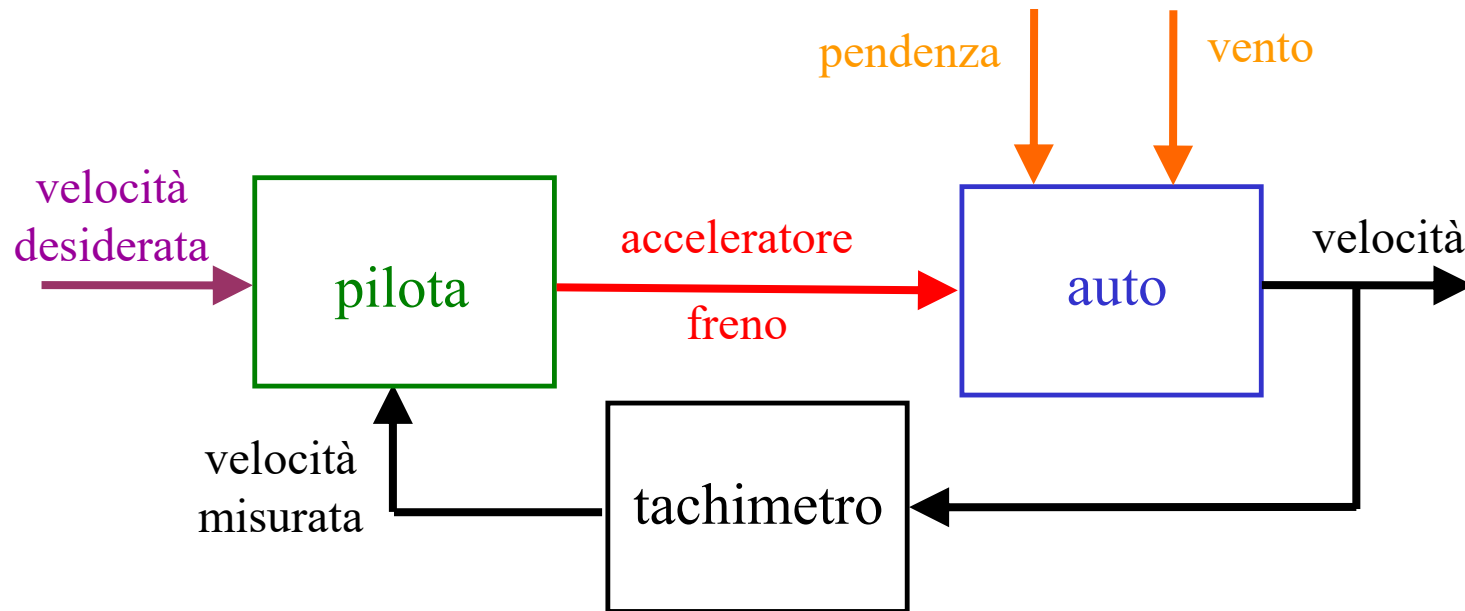 pendenza
vento
velocità
desiderata
pilota
acceleratore
freno
auto
velocità
velocità
misurata
tachimetro